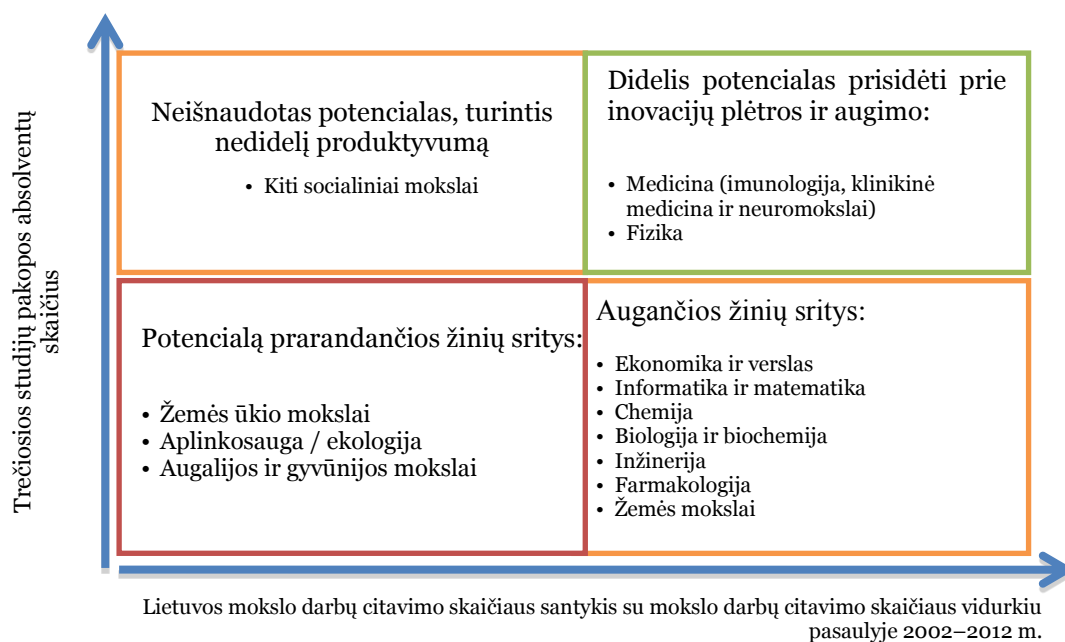 Trečiosios studijų pakopos absolventų
skaičius
Neišnaudotas potencialas, turintis
nedidelį produktyvumą
• Kiti socialiniai mokslai
Didelis potencialas prisidėti prie
inovacijų plėtros ir augimo:
• Medicina (imunologija, klinikinė
medicina ir neuromokslai)
• Fizika
Potencialą prarandančios žinių sritys:
• Žemės ūkio mokslai
• Aplinkosauga / ekologija
• Augalijos ir gyvūnijos mokslai
Augančios žinių sritys:
• Ekonomika ir verslas
• Informatika ir matematika
• Chemija
• Biologija ir biochemija
• Inžinerija
• Farmakologija
• Žemės mokslai
Lietuvos mokslo darbų citavimo skaičiaus santykis su mokslo darbų citavimo skaičiaus vidurkiu
pasaulyje 2002–2012 m.